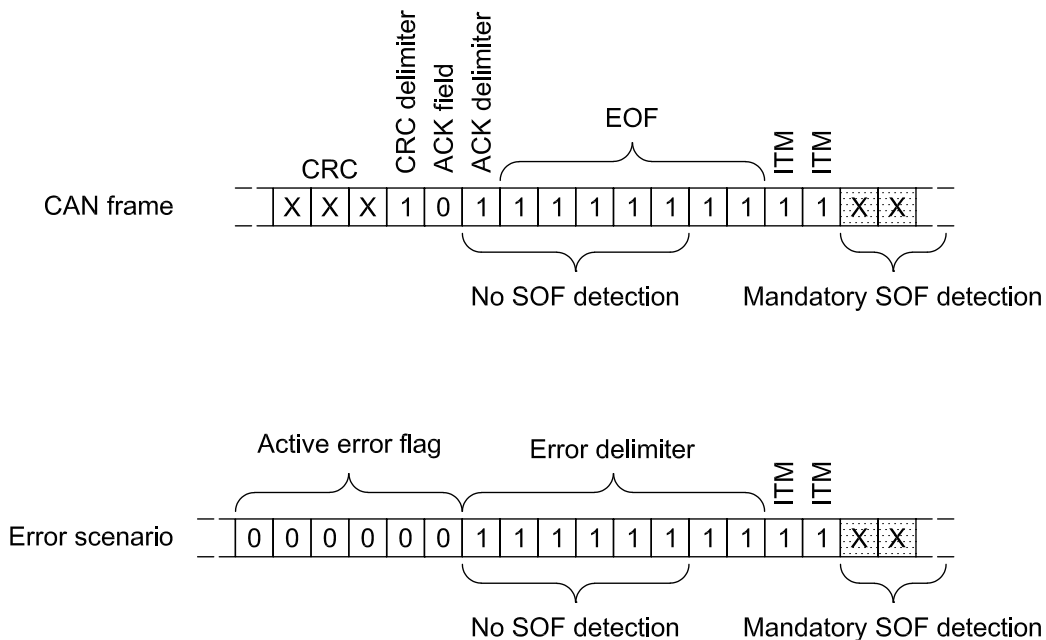 CRC delimiter
ACK field
ACK delimiter
EOF
ITM
ITM
CRC
CAN frame
X X X 1 0 1 1 1 1 1 1 1 1 1 1 X X
No SOF detection
Mandatory SOF detection
Active error flag
Error delimiter
ITM
ITM
Error scenario
0 0 0 0 0 0 1 1 1 1 1 1 1 1 1 1 X X
No SOF detection
Mandatory SOF detection